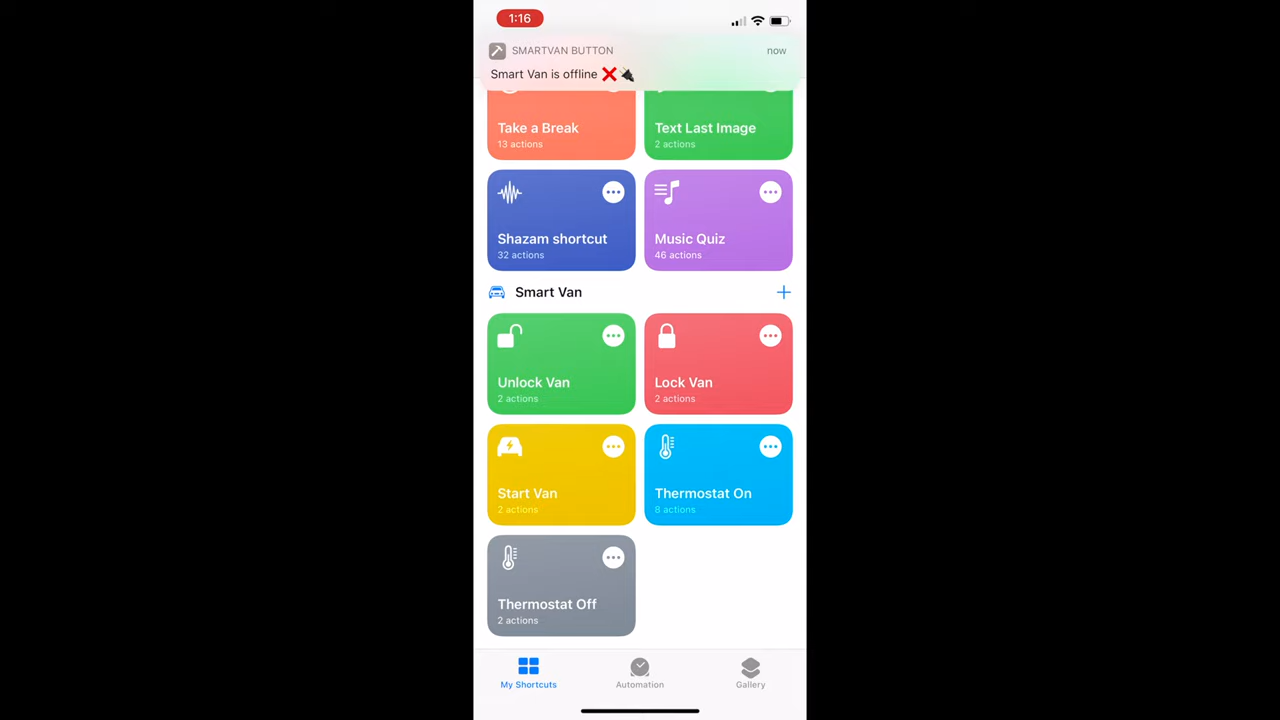 1:16
SMARTVAN BUTTON
now
Smart Van is offline ❌🔌
Take a Break
13 actions
Text Last Image
2 actions
Shazam shortcut
32 actions
Music Quiz
46 actions
Smart Van
Unlock Van
2 actions
Lock Van
2 actions
Start Van
2 actions
Thermostat On
8 actions
Thermostat Off
2 actions
My Shortcuts
Automation
Gallery